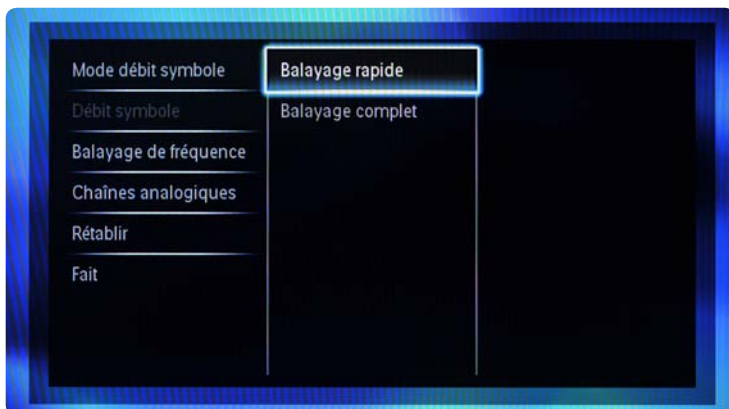 Mode débit symbole
Débit symbole
Balayage de fréquence
Chaînes analogiques
Rétablir
Fait
Balayage rapide
Balayage complet